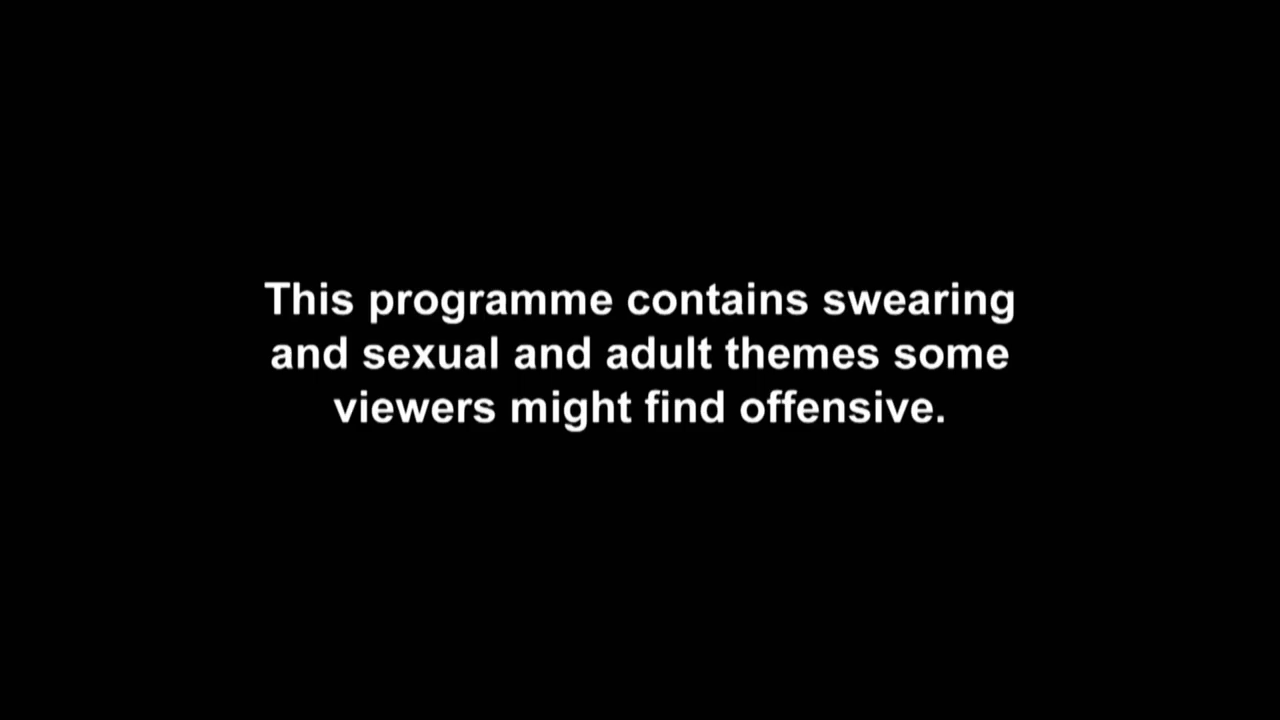 This programme contains swearing
and sexual and adult themes some
viewers might find offensive.